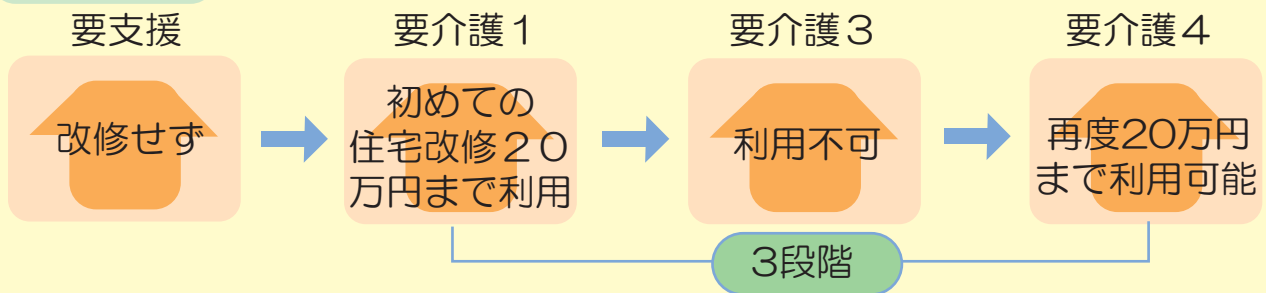 要支援
要介護1
要介護3
要介護4
改修せず
初めての
住宅改修20
万円まで利用
利用不可
再度20万円
まで利用可能
3段階